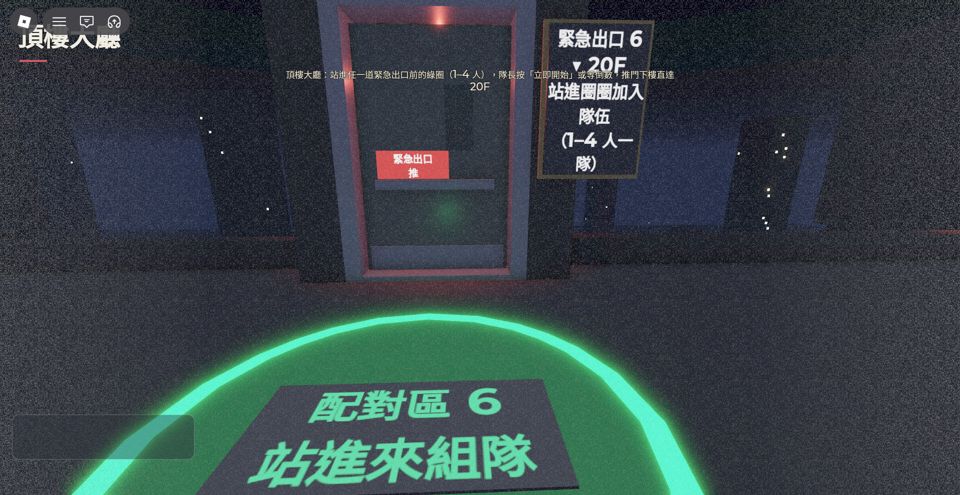 頂樓大廳
頂樓大廳：站進任一道緊急出口前的綠圈（1–4 人），隊長按「立即開始」或等倒數，推門下樓直達
20F
緊急出口 6
▼ 20F
站進圈圈加入
隊伍
（1–4 人一
隊）
緊急出口
推
配對區 6
站進來組隊